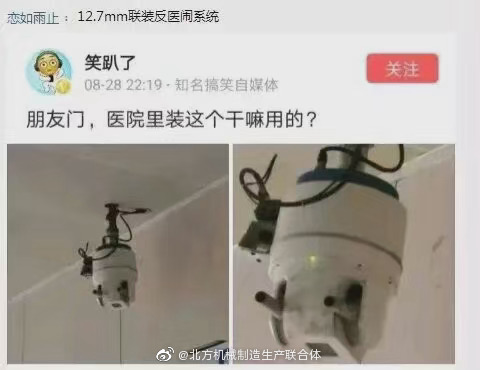 恋如雨止： 12.7mm联装反医闹系统
笑趴了
08-28 22:19 · 知名搞笑自媒体
关注
朋友门，医院里装这个干嘛用的？
@北方机械制造生产联合体